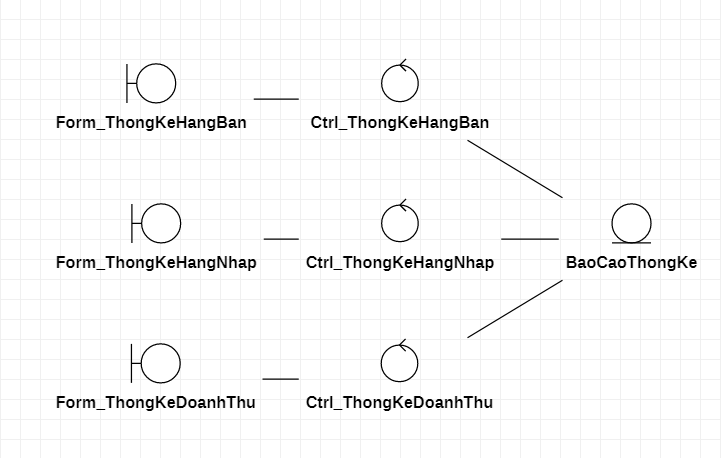 Form_ThongKeHangBan
Ctrl_ThongKeHangBan
Form_ThongKeHangNhap
Ctrl_ThongKeHangNhap
BaoCaoThongKe
Form_ThongKeDoanhThu
Ctrl_ThongKeDoanhThu